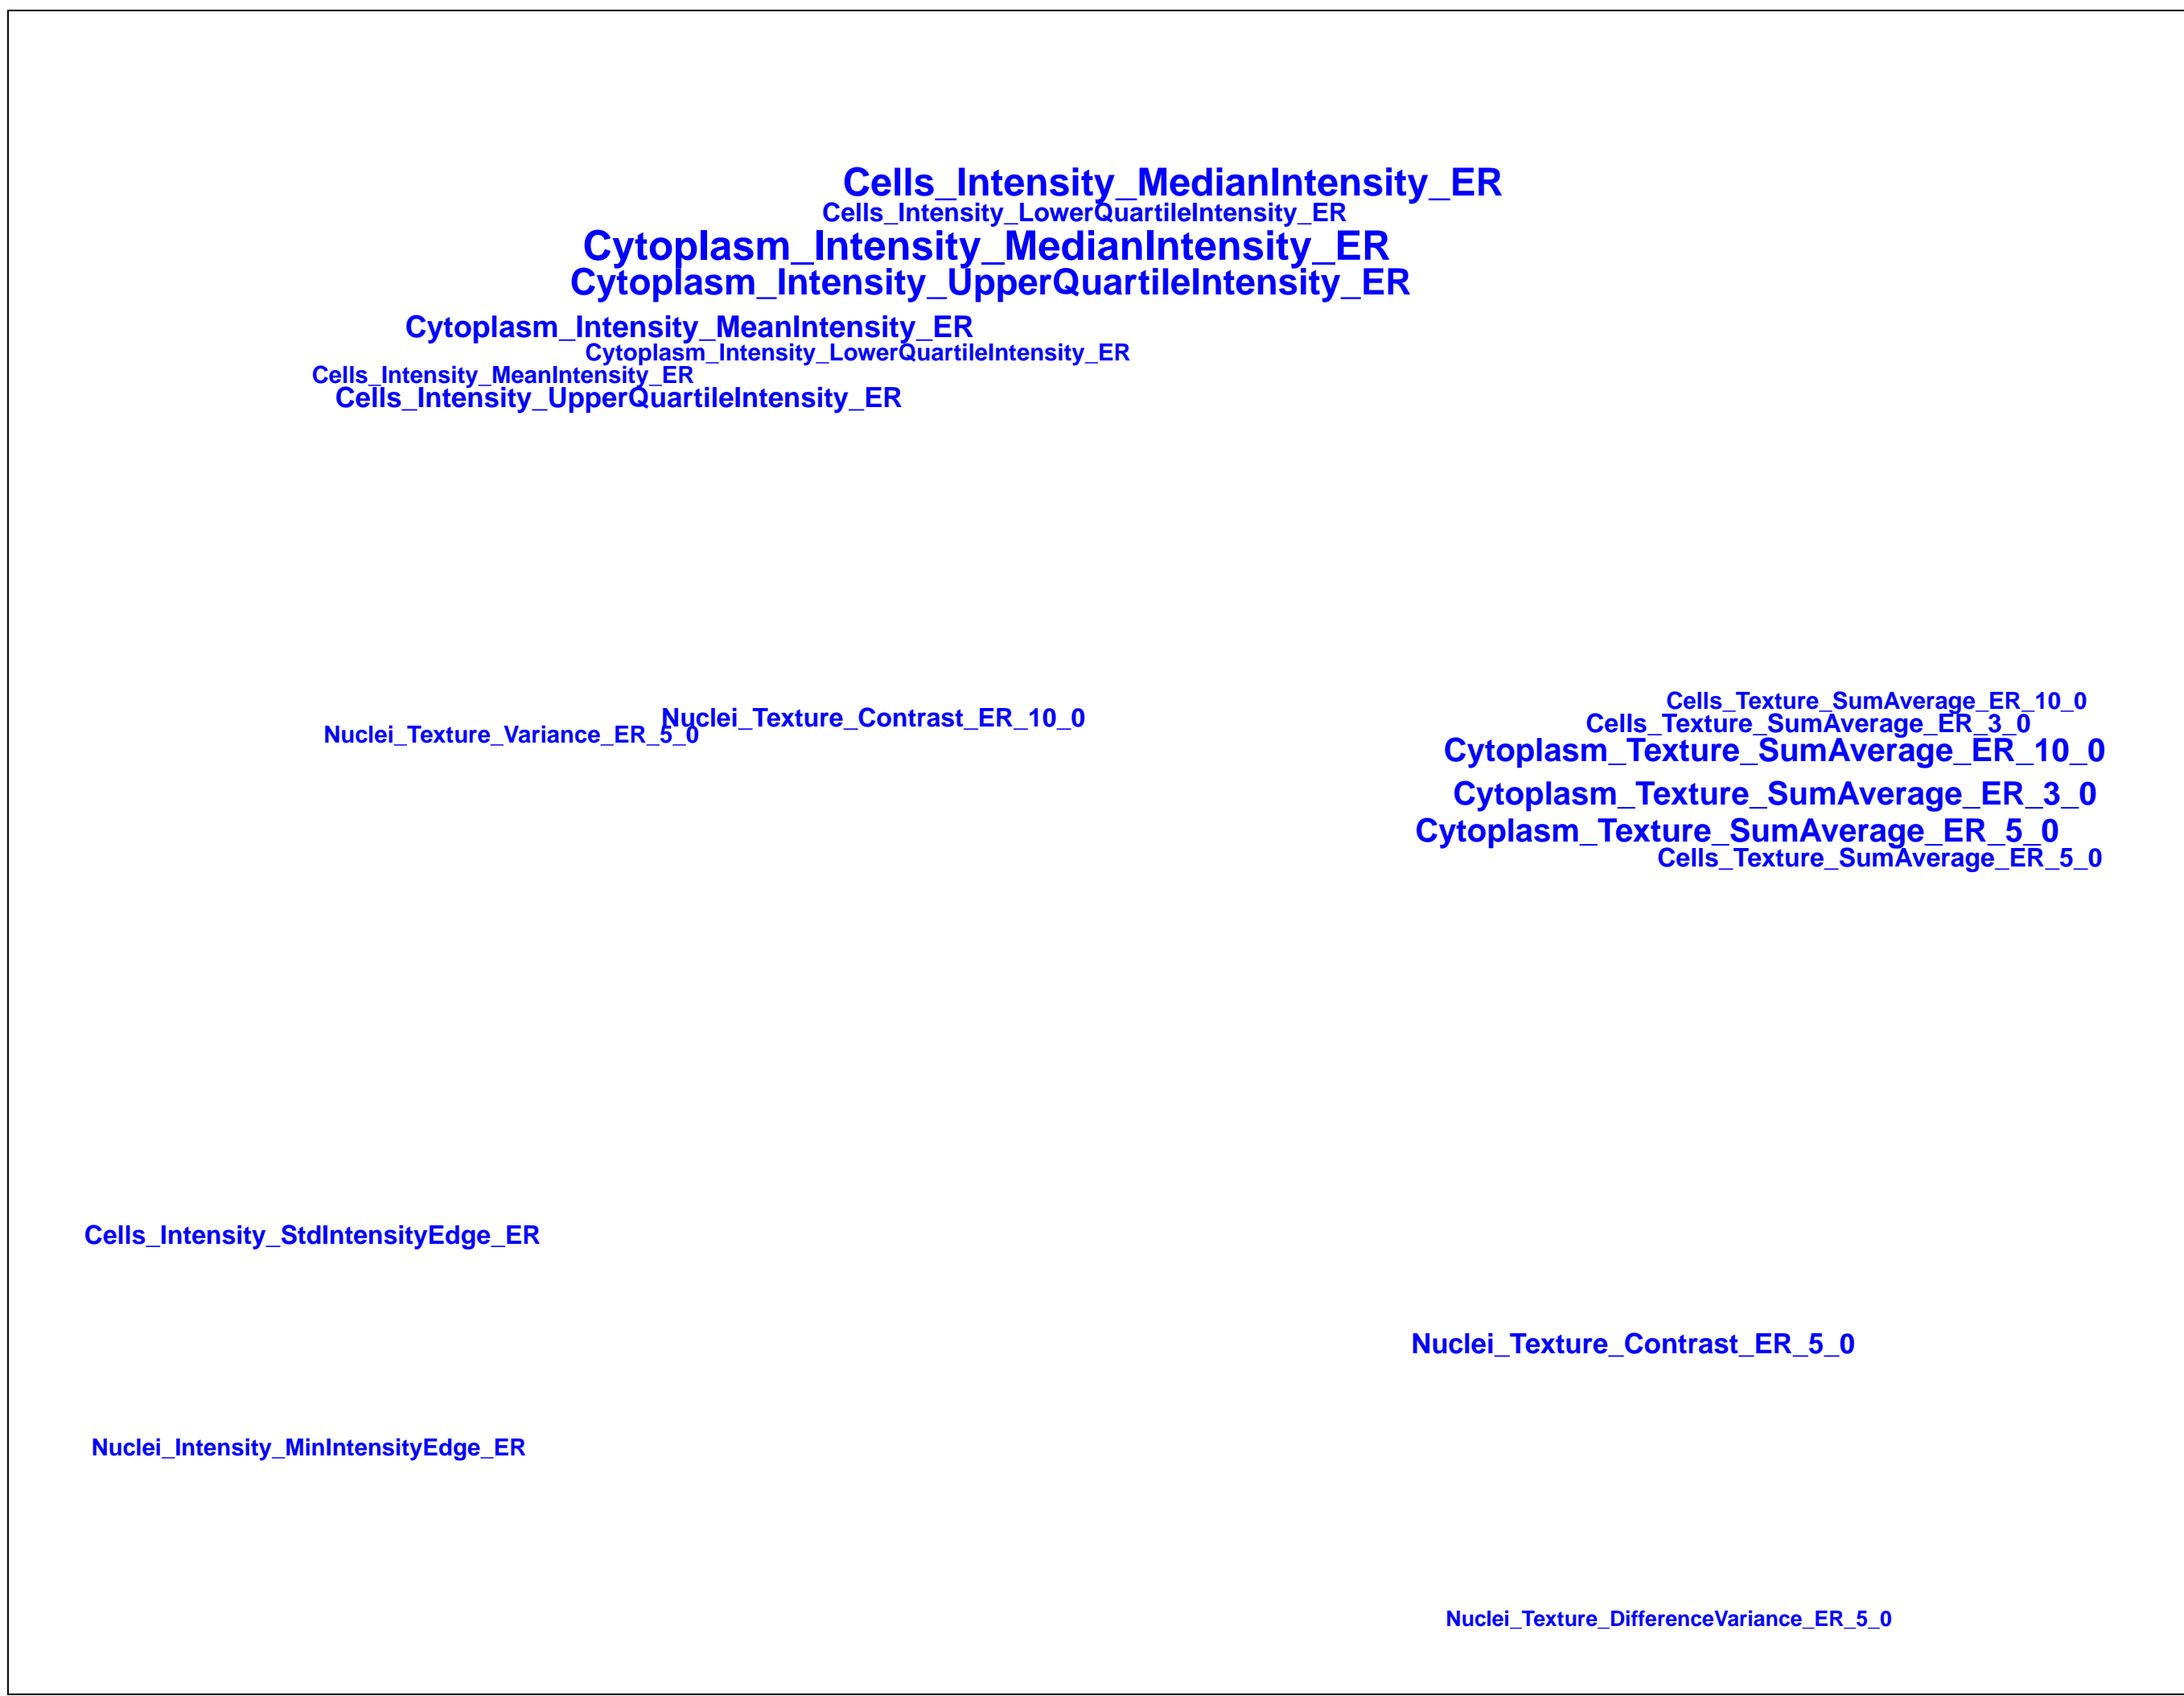 Cells_Intensity_MedianIntensity_ER
Cells_Intensity_LowerQuartileIntensity_ER
Cytoplasm_Intensity_MedianIntensity_ER
Cytoplasm_Intensity_UpperQuartileIntensity_ER
Cytoplasm_Intensity_MeanIntensity_ER
Cytoplasm_Intensity_LowerQuartileIntensity_ER
Cells_Intensity_MeanIntensity_ER
Cells_Intensity_UpperQuartileIntensity_ER
Cells_Texture_SumAverage_ER_10_0
Nuclei_Texture_Contrast_ER_10_0
Cells_Texture_SumAverage_ER_3_0
Nuclei_Texture_Variance_ER_5_0
Cytoplasm_Texture_SumAverage_ER_10_0
Cytoplasm_Texture_SumAverage_ER_3_0
Cytoplasm_Texture_SumAverage_ER_5_0
Cells_Texture_SumAverage_ER_5_0
Cells_Intensity_StdIntensityEdge_ER
Nuclei_Texture_Contrast_ER_5_0
Nuclei_Intensity_MinIntensityEdge_ER
Nuclei_Texture_DifferenceVariance_ER_5_0